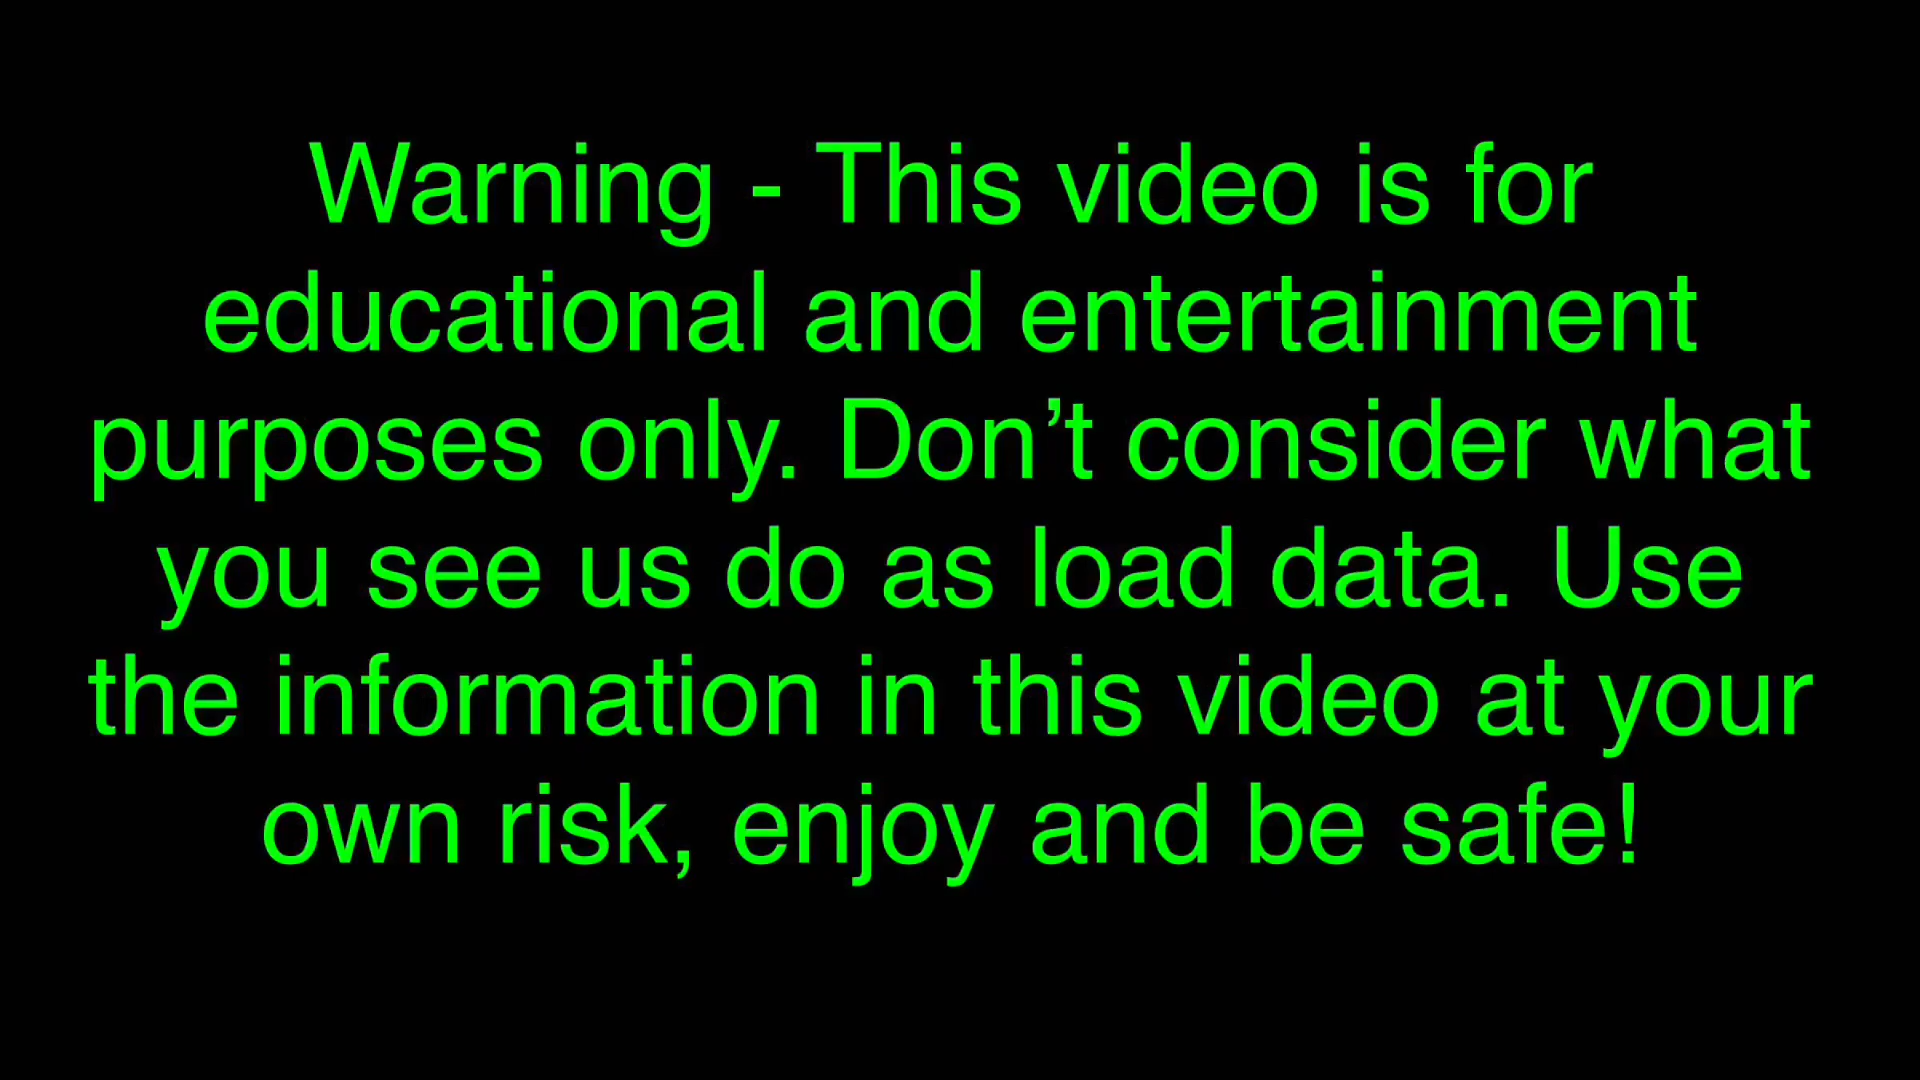 Warning - This video is for
educational and entertainment
purposes only. Don’t consider what
you see us do as load data. Use
the information in this video at your
own risk, enjoy and be safe!